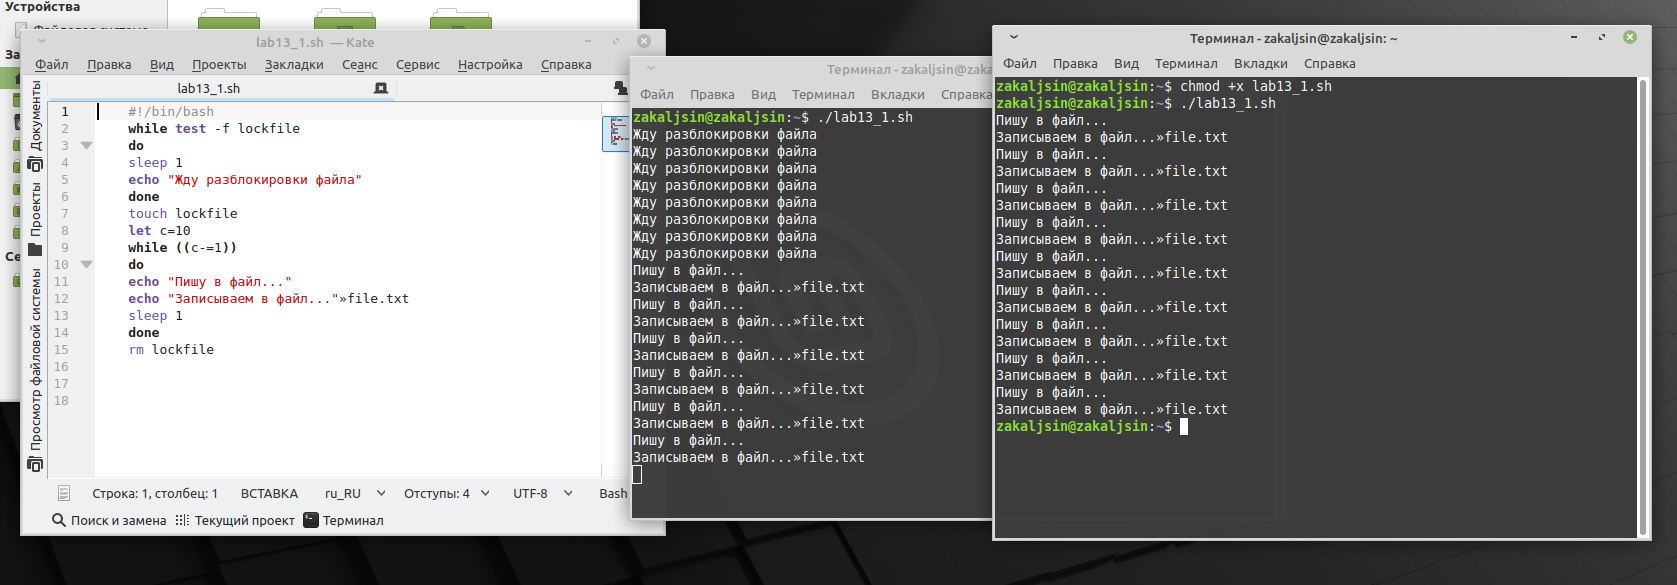 Устройства
Файловая система
За
Се
lab13_1.sh — Kate
Файл Правка Вид Проекты Закладки Сеанс Сервис Настройка Справка
lab13_1.sh
Документы
Проекты
Просмотр файловой системы
1 #!/bin/bash
2 while test -f lockfile
3 do
4 sleep 1
5 echo "Жду разблокировки файла"
6 done
7 touch lockfile
8 let c=10
9 while ((c-=1))
10 do
11 echo "Пишу в файл..."
12 echo "Записываем в файл..."»file.txt
13 sleep 1
14 done
15 rm lockfile
16
17
18
Строка: 1, столбец: 1 ВСТАВКА ru_RU Отступы: 4 UTF-8 Bash
Поиск и замена Текущий проект Терминал
Терминал - zakaljsin@zaka
Файл Правка Вид Терминал Вкладки Справка
zakaljsin@zakaljsin:~$ ./lab13_1.sh
Жду разблокировки файла
Жду разблокировки файла
Жду разблокировки файла
Жду разблокировки файла
Жду разблокировки файла
Жду разблокировки файла
Жду разблокировки файла
Жду разблокировки файла
Пишу в файл...
Записываем в файл...»file.txt
Пишу в файл...
Записываем в файл...»file.txt
Пишу в файл...
Записываем в файл...»file.txt
Пишу в файл...
Записываем в файл...»file.txt
Пишу в файл...
Записываем в файл...»file.txt
Пишу в файл...
Записываем в файл...»file.txt
Терминал - zakaljsin@zakaljsin: ~
Файл Правка Вид Терминал Вкладки Справка
zakaljsin@zakaljsin:~$ chmod +x lab13_1.sh
zakaljsin@zakaljsin:~$ ./lab13_1.sh
Пишу в файл...
Записываем в файл...»file.txt
Пишу в файл...
Записываем в файл...»file.txt
Пишу в файл...
Записываем в файл...»file.txt
Пишу в файл...
Записываем в файл...»file.txt
Пишу в файл...
Записываем в файл...»file.txt
Пишу в файл...
Записываем в файл...»file.txt
Пишу в файл...
Записываем в файл...»file.txt
Пишу в файл...
Записываем в файл...»file.txt
Пишу в файл...
Записываем в файл...»file.txt
zakaljsin@zakaljsin:~$